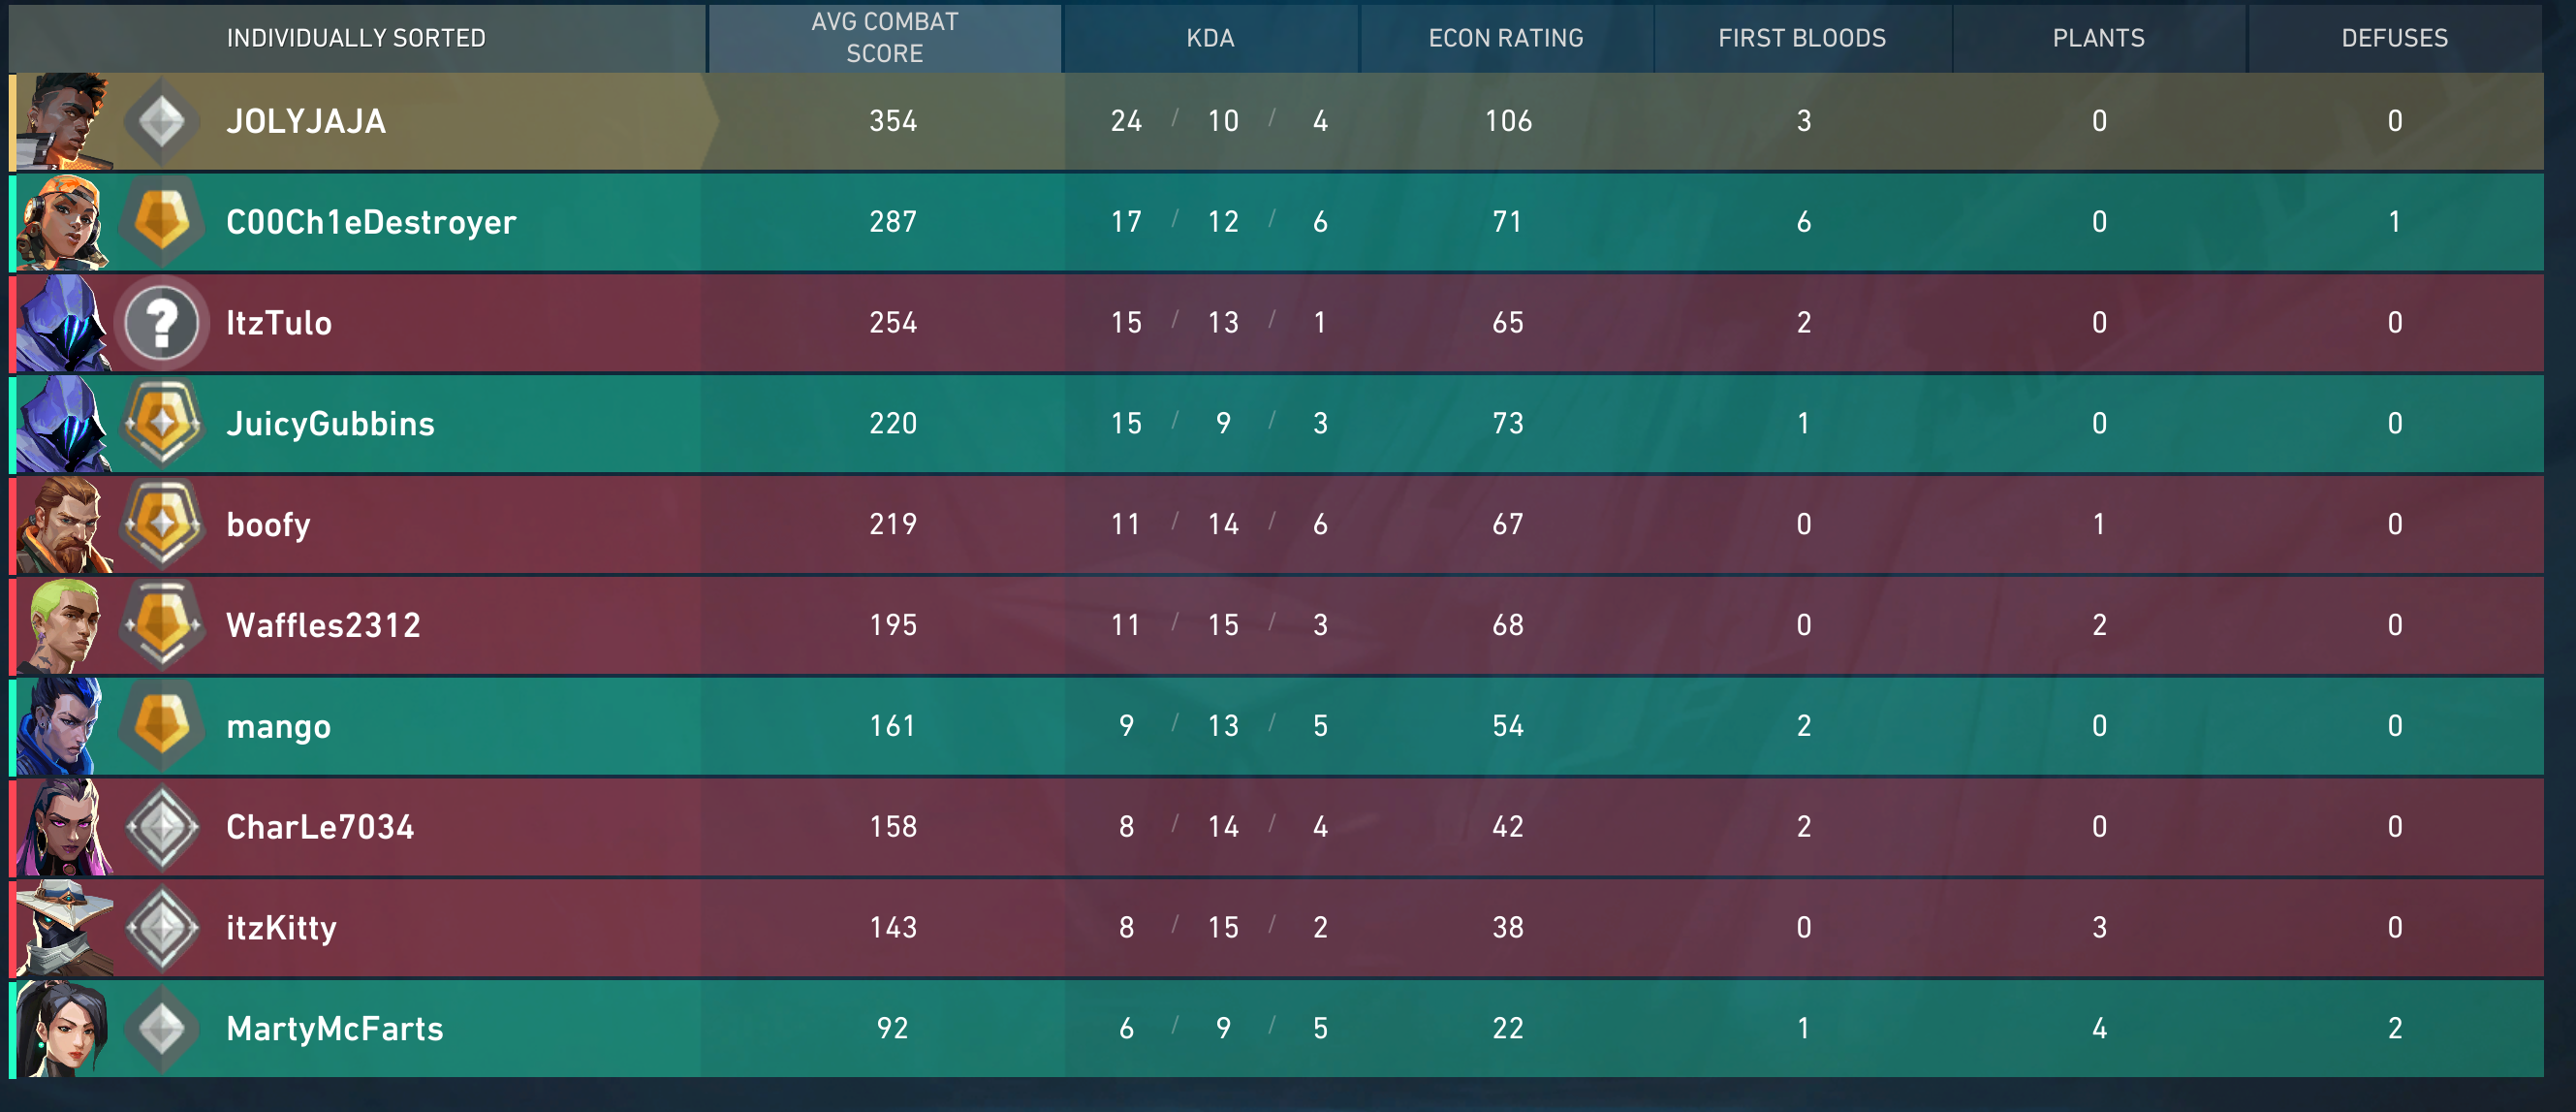 INDIVIDUALLY SORTED AVG COMBAT SCORE KDA ECON RATING FIRST BLOODS PLANTS DEFUSES
JOLYJAJA 354 24 / 10 / 4 106 3 0 0
C00Ch1eDestroyer 287 17 / 12 / 6 71 6 0 1
? ItzTulo 254 15 / 13 / 1 65 2 0 0
JuicyGubbins 220 15 / 9 / 3 73 1 0 0
boofy 219 11 / 14 / 6 67 0 1 0
Waffles2312 195 11 / 15 / 3 68 0 2 0
mango 161 9 / 13 / 5 54 2 0 0
CharLe7034 158 8 / 14 / 4 42 2 0 0
itzKitty 143 8 / 15 / 2 38 0 3 0
MartyMcFarts 92 6 / 9 / 5 22 1 4 2